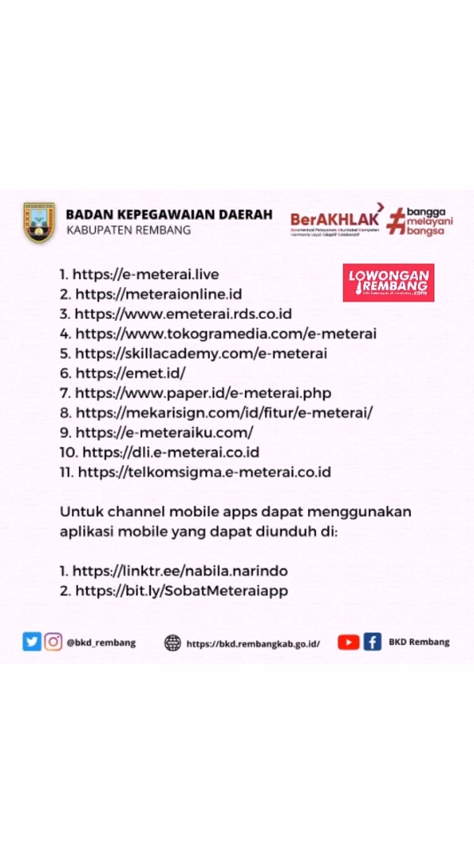 BADAN KEPEGAWAIAN DAERAH
KABUPATEN REMBANG
BerAKHLAK
#bangga
melayani
bangsa
LOWONGAN
REMBANG
.com
1. https://e-meterai.live
2. https://meteraionline.id
3. https://www.emeterai.rds.co.id
4. https://www.tokogramedia.com/e-meterai
5. https://skillacademy.com/e-meterai
6. https://emet.id/
7. https://www.paper.id/e-meterai.php
8. https://mekarisign.com/id/fitur/e-meterai/
9. https://e-meteraiku.com/
10. https://dli.e-meterai.co.id
11. https://telkomsigma.e-meterai.co.id
Untuk channel mobile apps dapat menggunakan
aplikasi mobile yang dapat diunduh di:
1. https://linktr.ee/nabila.narindo
2. https://bit.ly/SobatMeteraiapp
@bkd_rembang
https://bkd.rembangkab.go.id/
BKD Rembang